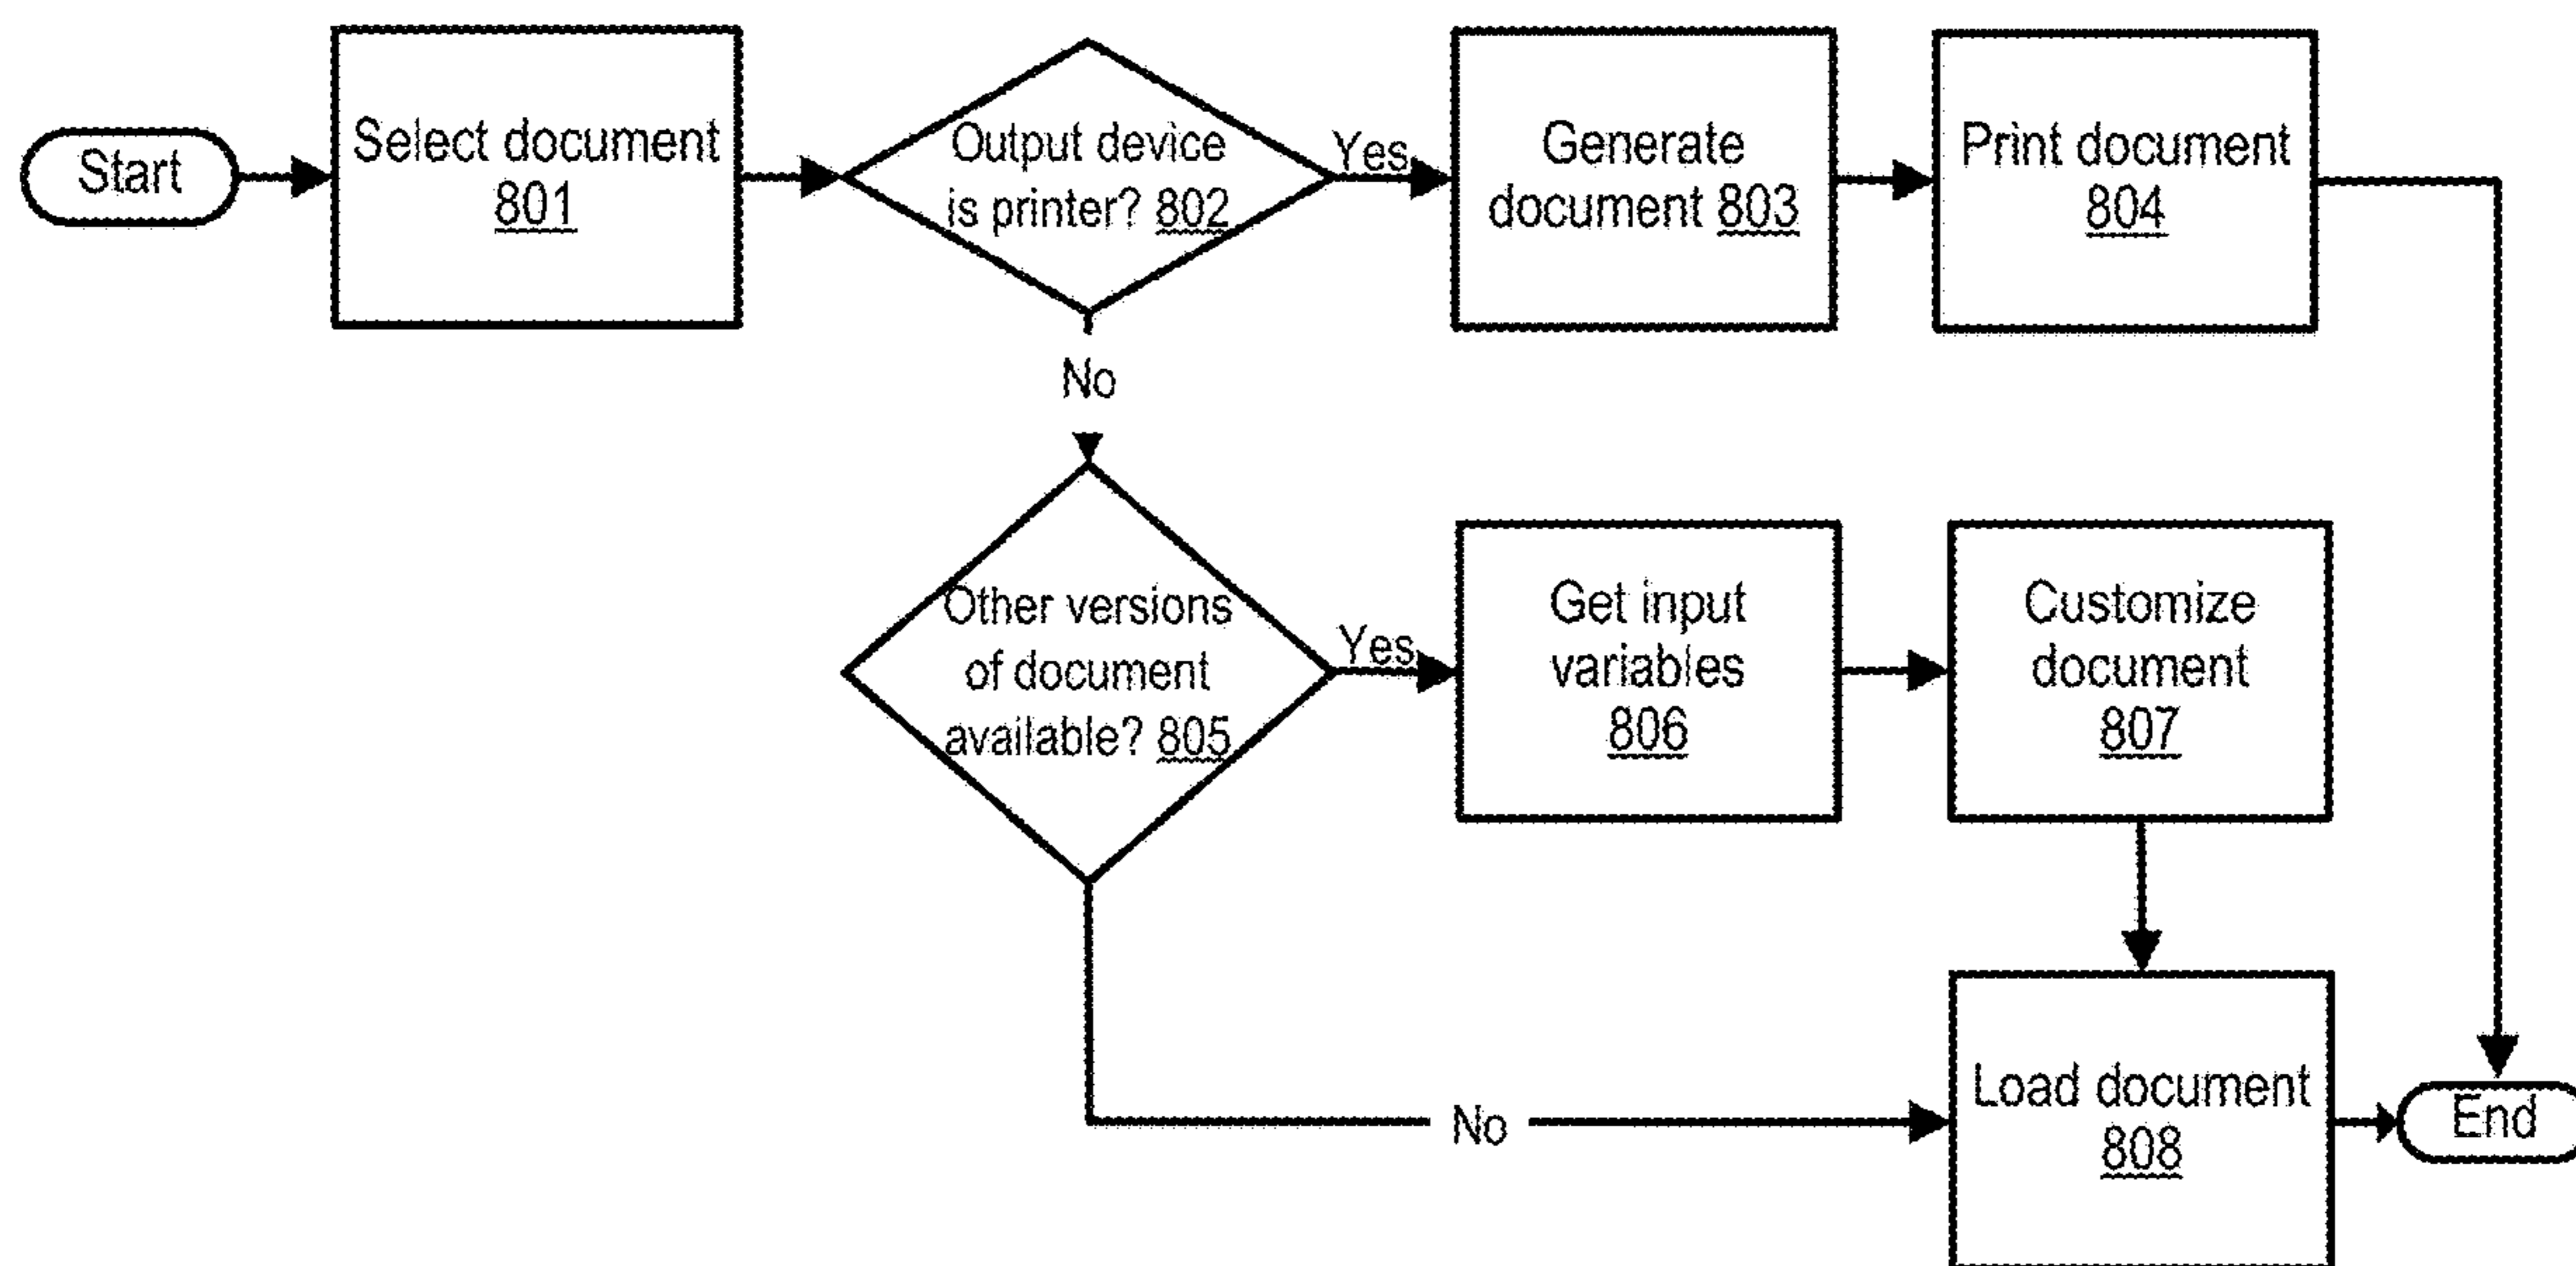 Start
Select document
801
Output device
is printer? 802
Yes
Generate
document 803
Print document
804
No
Other versions
of document
available? 805
Yes
Get input
variables
806
Customize
document
807
No
Load document
808
End